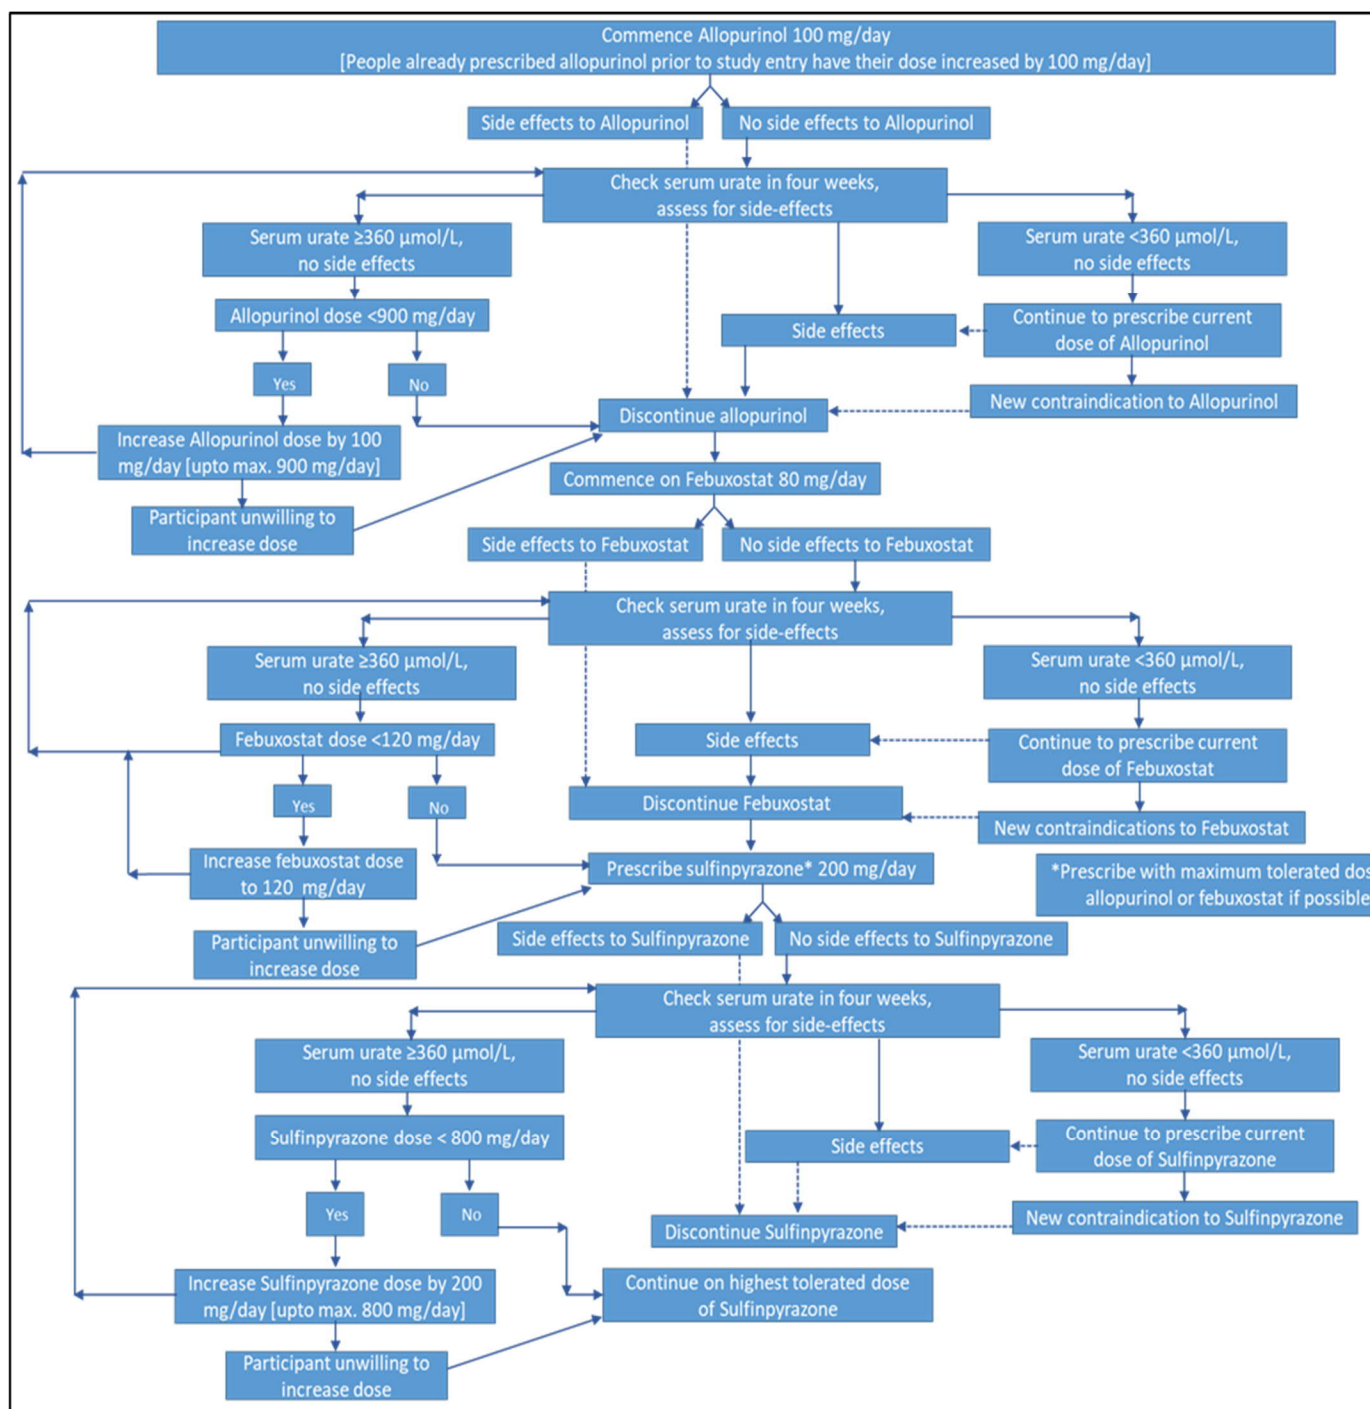 Commence Allopurinol 100 mg/day
[People already prescribed allopurinol prior to study entry have their dose increased by 100 mg/day]
Side effects to Allopurinol
No side effects to Allopurinol
Check serum urate in four weeks,
assess for side-effects
Serum urate ≥360 µmol/L,
no side effects
Serum urate <360 µmol/L,
no side effects
Allopurinol dose <900 mg/day
Side effects
Continue to prescribe current
dose of Allopurinol
Yes
No
New contraindication to Allopurinol
Discontinue allopurinol
Increase Allopurinol dose by 100
mg/day [upto max. 900 mg/day]
Commence on Febuxostat 80 mg/day
Participant unwilling to
increase dose
Side effects to Febuxostat
No side effects to Febuxostat
Check serum urate in four weeks,
assess for side-effects
Serum urate ≥360 µmol/L,
no side effects
Serum urate <360 µmol/L,
no side effects
Febuxostat dose <120 mg/day
Side effects
Continue to prescribe current
dose of Febuxostat
Yes
No
Discontinue Febuxostat
New contraindications to Febuxostat
Increase febuxostat dose
to 120 mg/day
Prescribe sulfinpyrazone* 200 mg/day
*Prescribe with maximum tolerated dos
allopurinol or febuxostat if possible
Participant unwilling to
increase dose
Side effects to Sulfinpyrazone
No side effects to Sulfinpyrazone
Check serum urate in four weeks,
assess for side-effects
Serum urate ≥360 µmol/L,
no side effects
Serum urate <360 µmol/L,
no side effects
Sulfinpyrazone dose < 800 mg/day
Side effects
Continue to prescribe current
dose of Sulfinpyrazone
Yes
No
Discontinue Sulfinpyrazone
New contraindication to Sulfinpyrazone
Increase Sulfinpyrazone dose by 200
mg/day [upto max. 800 mg/day]
Continue on highest tolerated dose
of Sulfinpyrazone
Participant unwilling to
increase dose